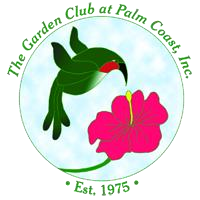 The Garden Club at Palm Coast, Inc.
• Est, 1975 •